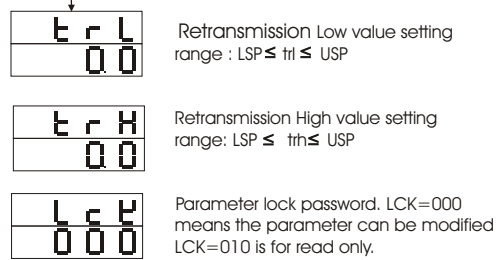 trL
0.0
Retransmission Low value setting
range : LSP≤ trl ≤ USP
trH
0.0
Retransmission High value setting
range: LSP ≤ trh≤ USP
LcK
000
Parameter lock password. LCK=000
means the parameter can be modified
LCK=010 is for read only.